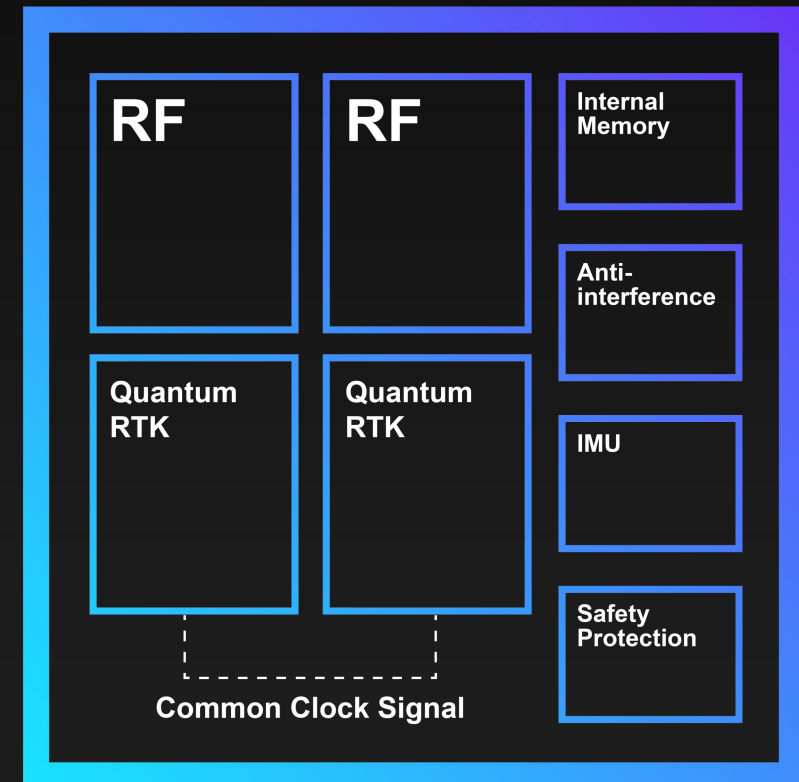 RF
RF
Internal
Memory
Anti-
interference
Quantum
RTK
Quantum
RTK
IMU
Safety
Protection
Common Clock Signal